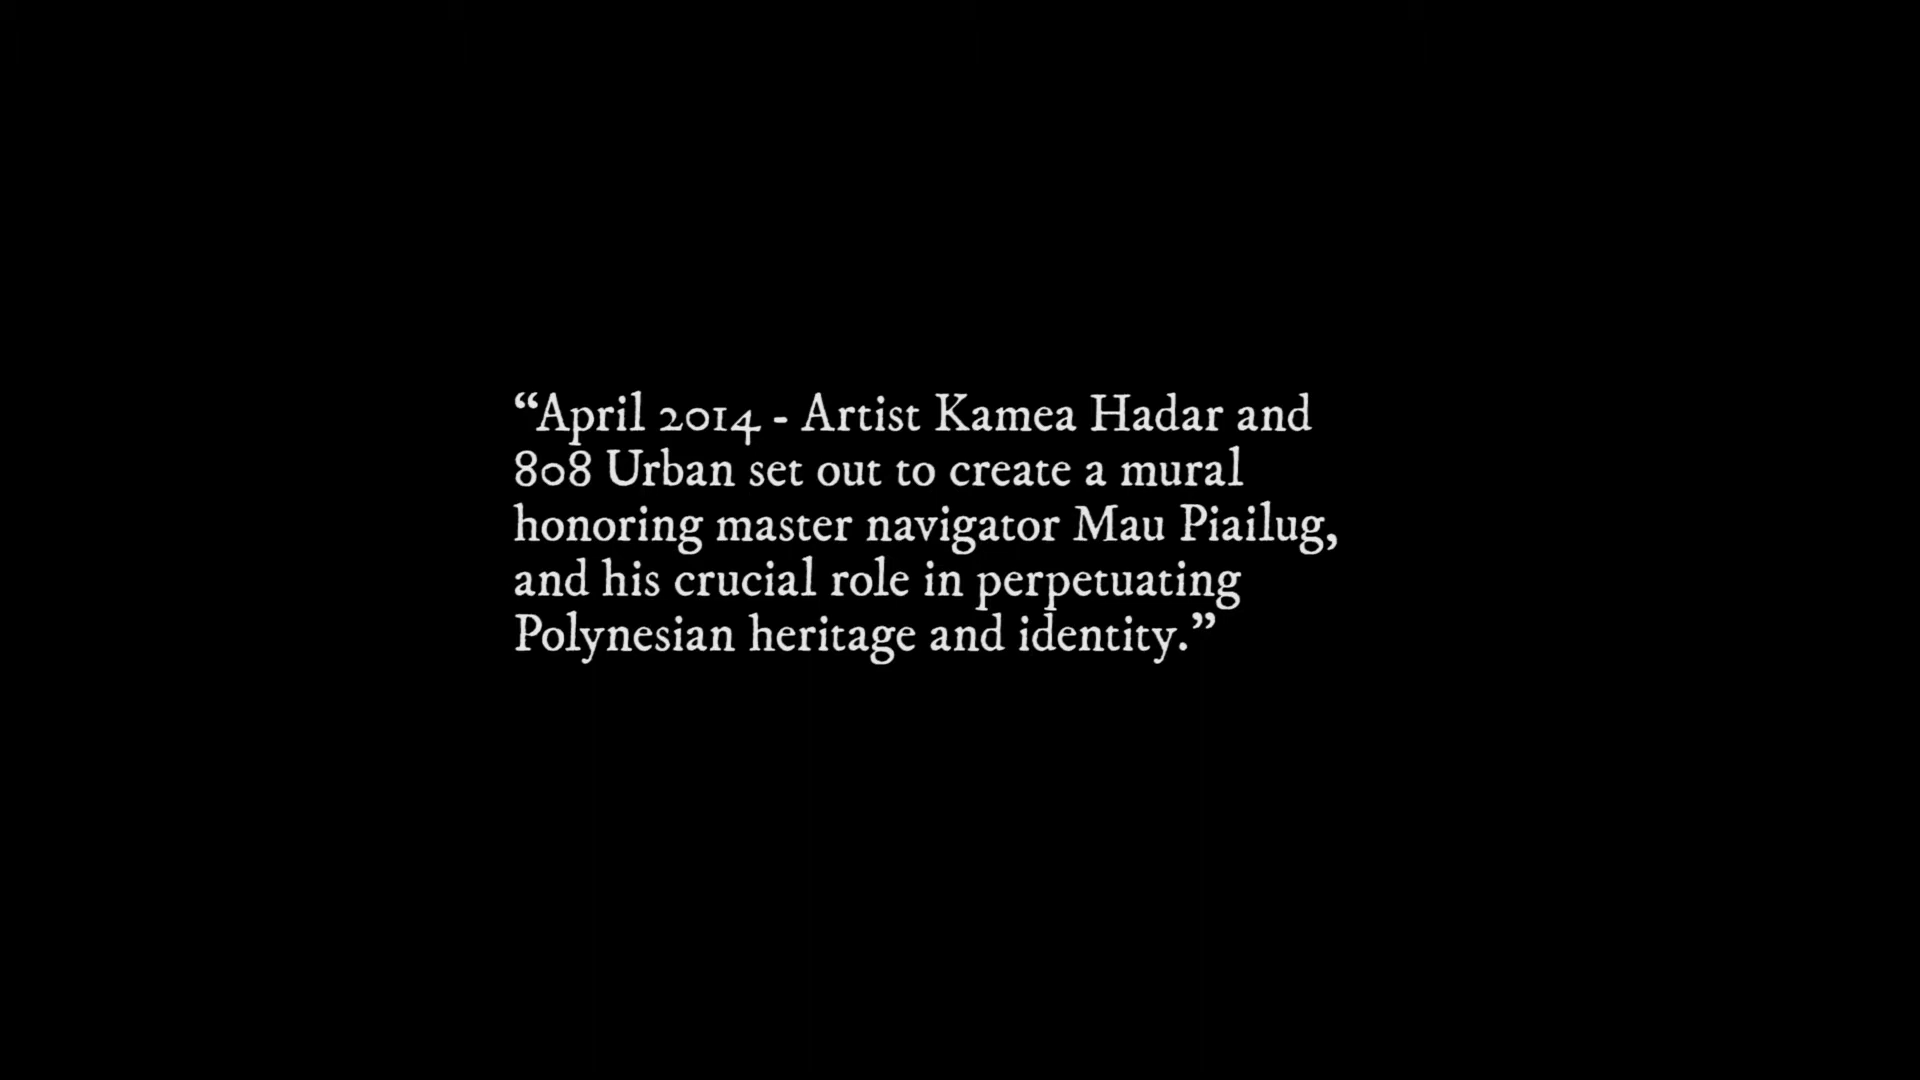 “April 2014 - Artist Kamea Hadar and
808 Urban set out to create a mural
honoring master navigator Mau Piailug,
and his crucial role in perpetuating
Polynesian heritage and identity.”